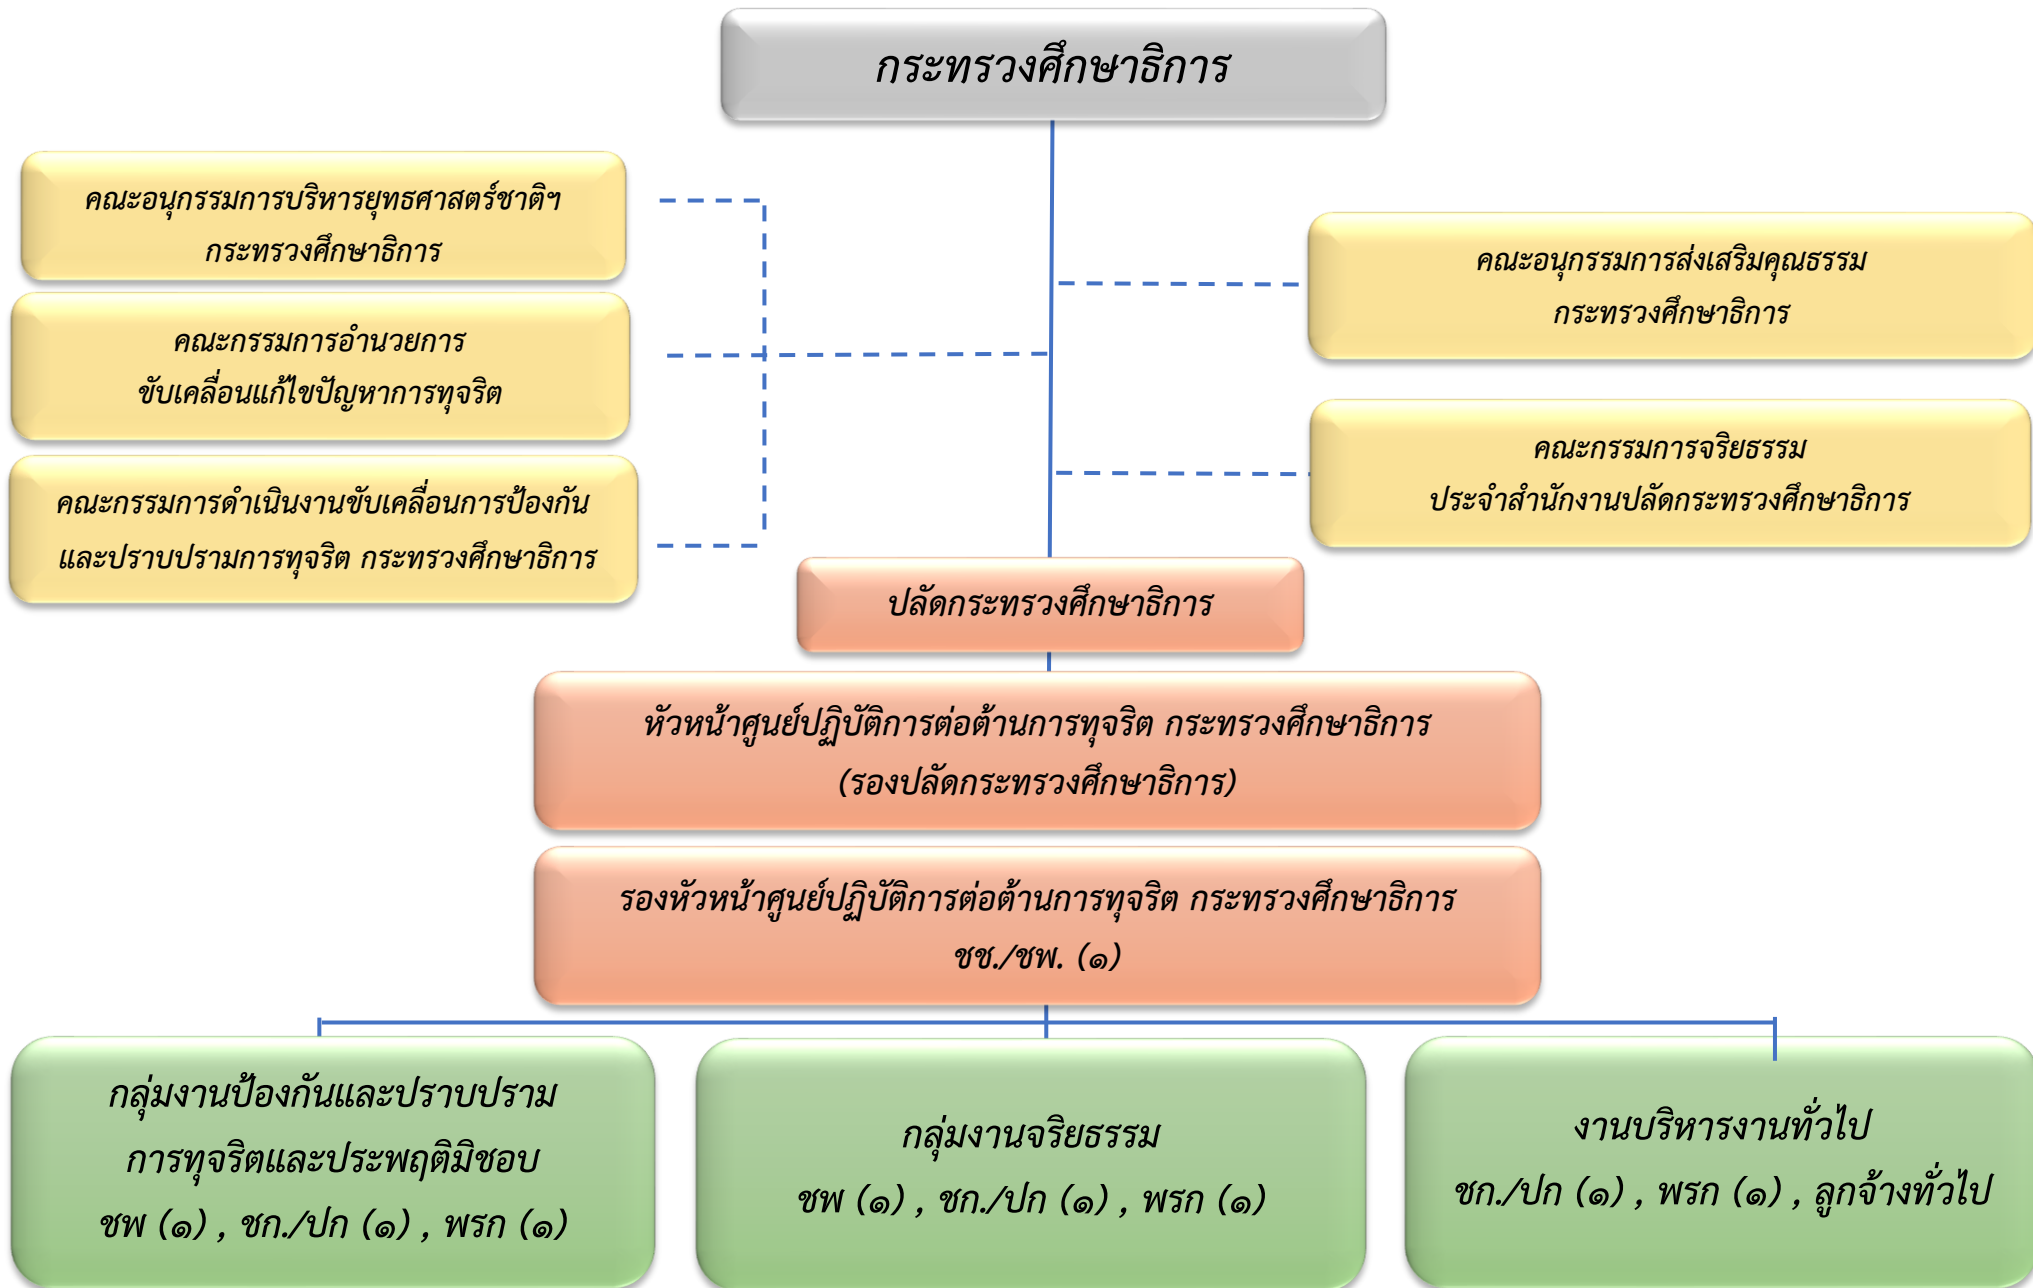 กระทรวงศึกษาธิการ
คณะอนุกรรมการบริหารยุทธศาสตร์ชาติฯ
กระทรวงศึกษาธิการ
คณะกรรมการอำนวยการ
ขับเคลื่อนแก้ไขปัญหาการทุจริต
คณะกรรมการดำเนินงานขับเคลื่อนการป้องกัน
และปราบปรามการทุจริต กระทรวงศึกษาธิการ
คณะอนุกรรมการส่งเสริมคุณธรรม
กระทรวงศึกษาธิการ
คณะกรรมการจริยธรรม
ประจำสำนักงานปลัดกระทรวงศึกษาธิการ
ปลัดกระทรวงศึกษาธิการ
หัวหน้าศูนย์ปฏิบัติการต่อต้านการทุจริต กระทรวงศึกษาธิการ
(รองปลัดกระทรวงศึกษาธิการ)
รองหัวหน้าศูนย์ปฏิบัติการต่อต้านการทุจริต กระทรวงศึกษาธิการ
ชช./ชพ. (๑)
กลุ่มงานป้องกันและปราบปราม
การทุจริตและประพฤติมิชอบ
ชพ (๑) , ชก./ปก (๑) , พรก (๑)
กลุ่มงานจริยธรรม
ชพ (๑) , ชก./ปก (๑) , พรก (๑)
งานบริหารงานทั่วไป
ชก./ปก (๑) , พรก (๑) , ลูกจ้างทั่วไป